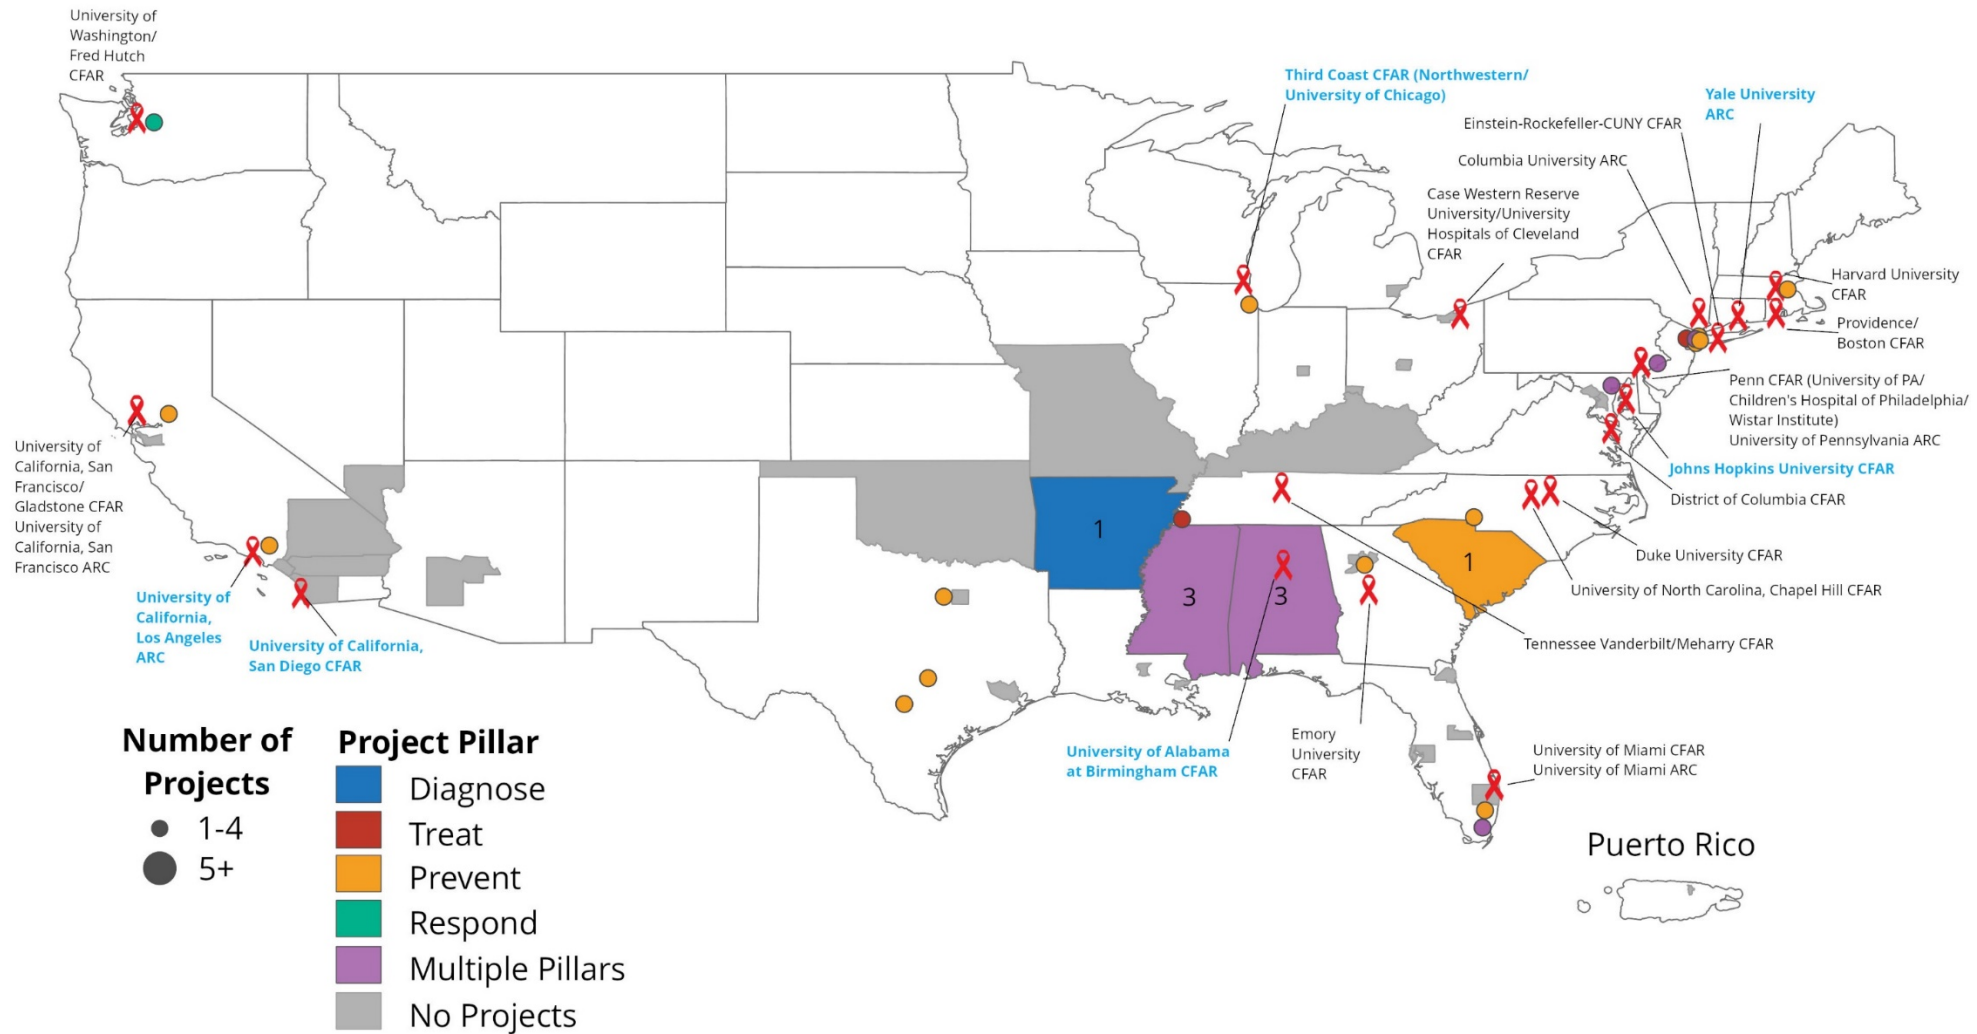 University of
Washington/
Fred Hutch
CFAR
Third Coast CFAR (Northwestern/
University of Chicago)
Yale University
ARC
Einstein-Rockefeller-CUNY CFAR
Columbia University ARC
Case Western Reserve
University/University
Hospitals of Cleveland
CFAR
Harvard University
CFAR
Providence/
Boston CFAR
Penn CFAR (University of PA/
Children's Hospital of Philadelphia/
Wistar Institute)
University of Pennsylvania ARC
Johns Hopkins University CFAR
District of Columbia CFAR
Duke University CFAR
University of North Carolina, Chapel Hill CFAR
Tennessee Vanderbilt/Meharry CFAR
University of
California, San
Francisco/
Gladstone CFAR
University of
California, San
Francisco ARC
University of
California,
Los Angeles
ARC
University of California,
San Diego CFAR
1
3
3
1
University of Alabama
at Birmingham CFAR
Emory
University
CFAR
University of Miami CFAR
University of Miami ARC
Puerto Rico
Number of
Projects
1-4
5+
Project Pillar
Diagnose
Treat
Prevent
Respond
Multiple Pillars
No Projects